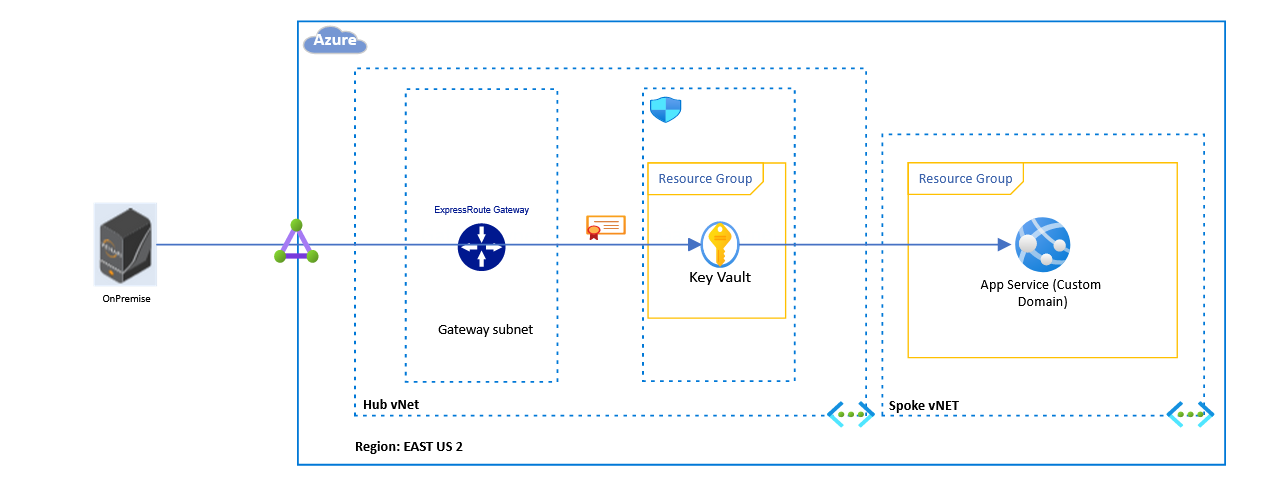 Azure
ExpressRoute Gateway
Gateway subnet
Resource Group
Key Vault
Resource Group
App Service (Custom
Domain)
OnPremise
Hub vNet
Spoke vNET
Region: EAST US 2